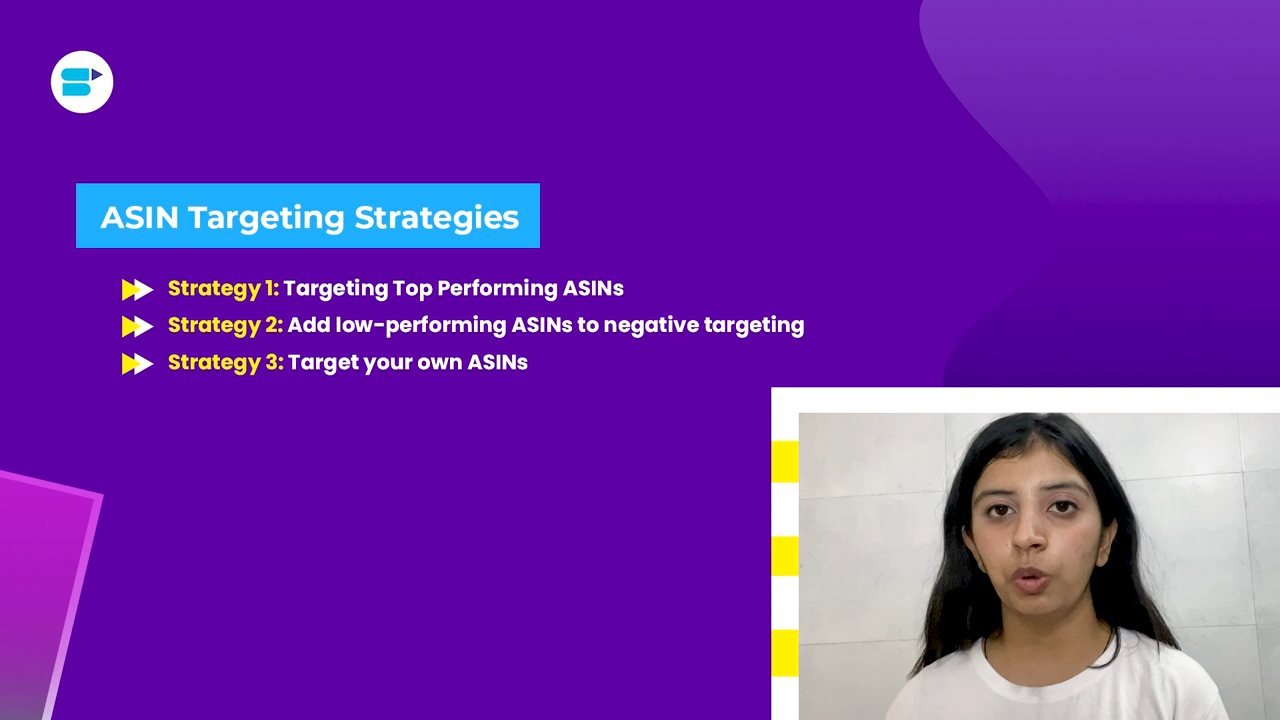 ASIN Targeting Strategies
Strategy 1: Targeting Top Performing ASINs
Strategy 2: Add low-performing ASINs to negative targeting
Strategy 3: Target your own ASINs